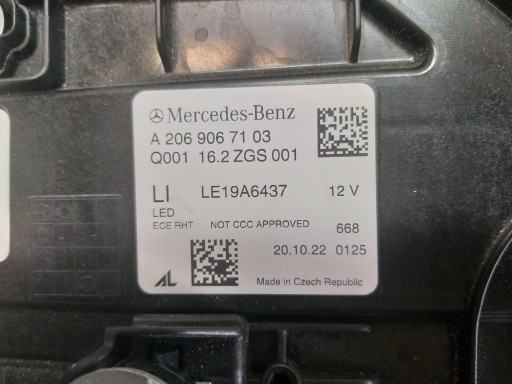 Mercedes-Benz
A 206 906 71 03
Q001 16.2 ZGS 001
LI LE19A6437 12 V
LED
ECE RHT NOT CCC APPROVED 668
20.10.22 0125
AL Made in Czech Republic